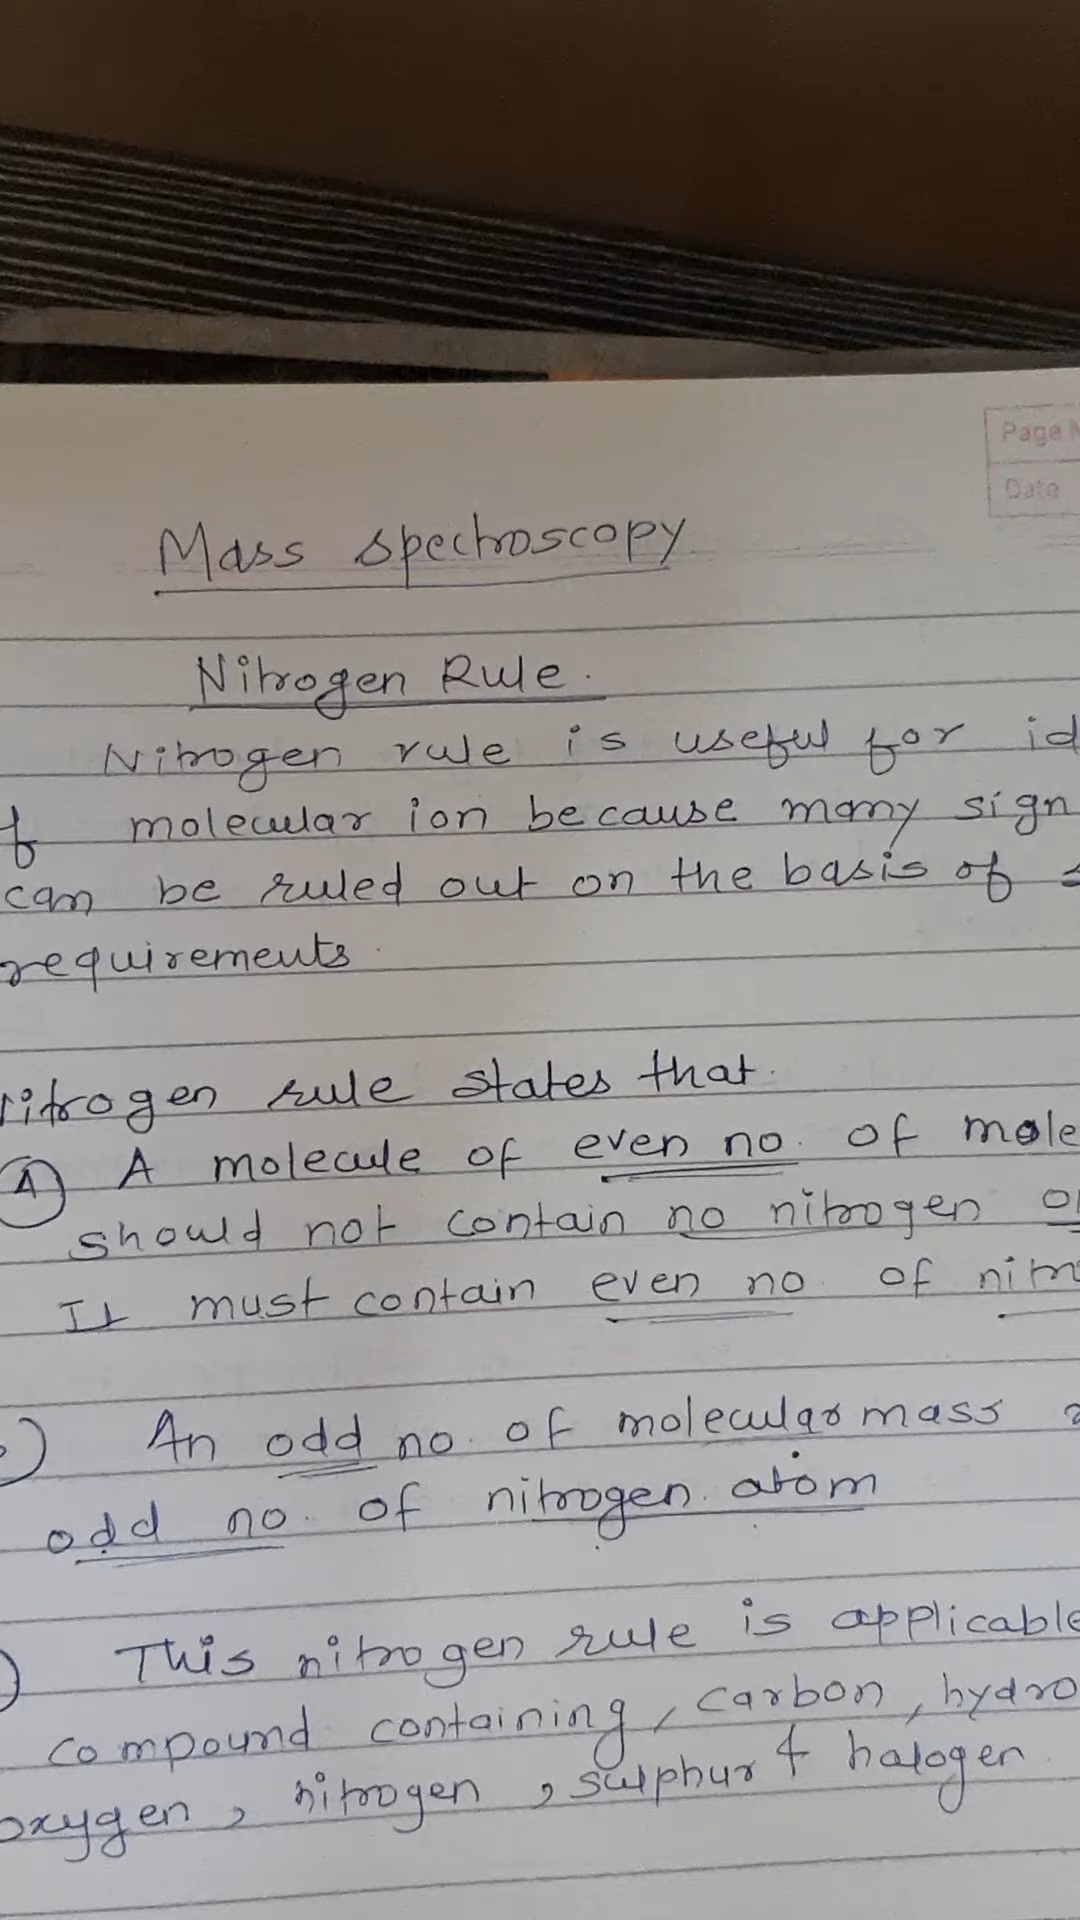 Page
Date
Mass spectroscopy
Nitrogen Rule.
Nitrogen rule is useful for id
f molecular ion because many sign
can be ruled out on the basis of s
requirements
nitrogen rule states that.
A A molecule of even no. of mole
should not contain no nitrogen or
It must contain even no. of nitro
) An odd no. of molecular mass
odd no. of nitrogen. atom
) This nitrogen rule is applicable
compound containing, carbon, hydro
oxygen, nitrogen, sulphur & halogen.